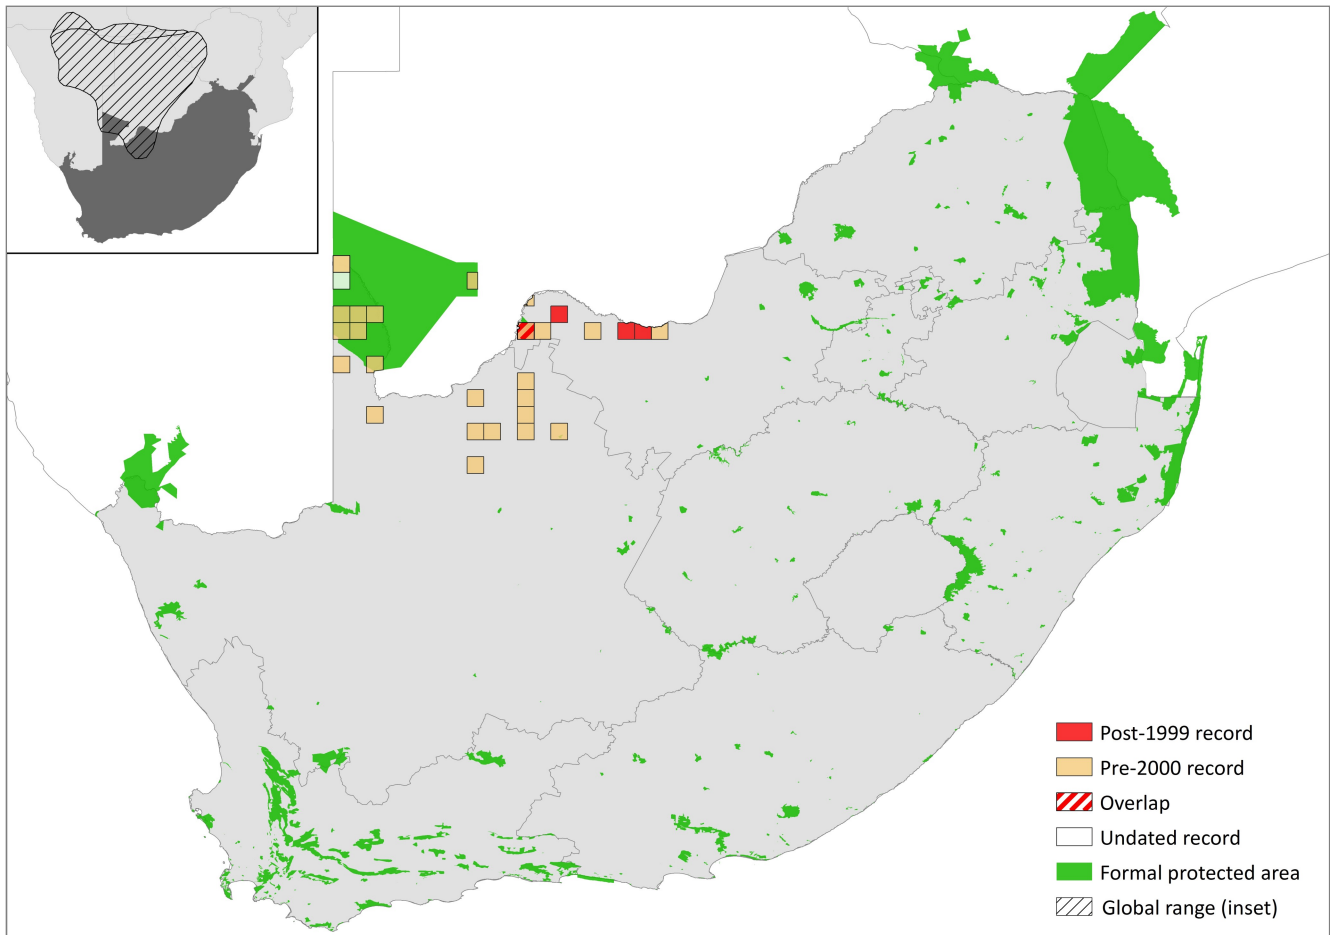 Post-1999 record
Pre-2000 record
Overlap
Undated record
Formal protected area
Global range (inset)